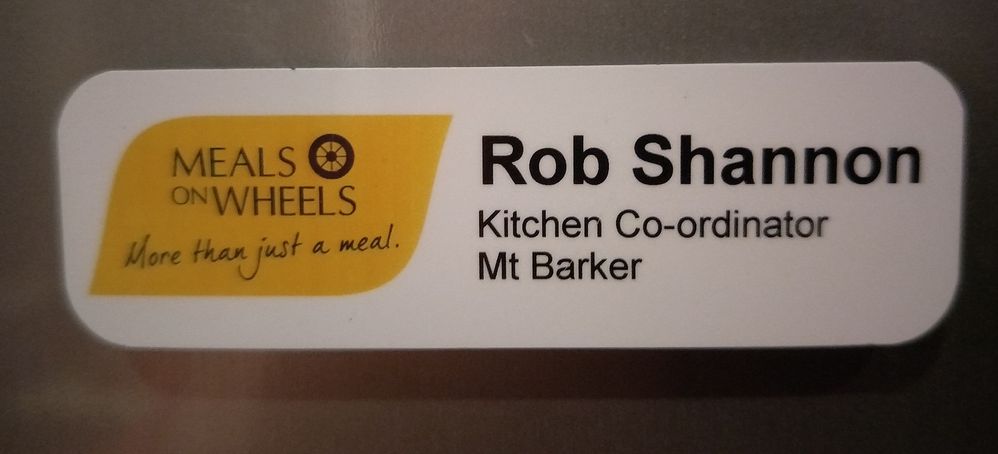 MEALS
ON WHEELS
More than just a meal.
Rob Shannon
Kitchen Co-ordinator
Mt Barker